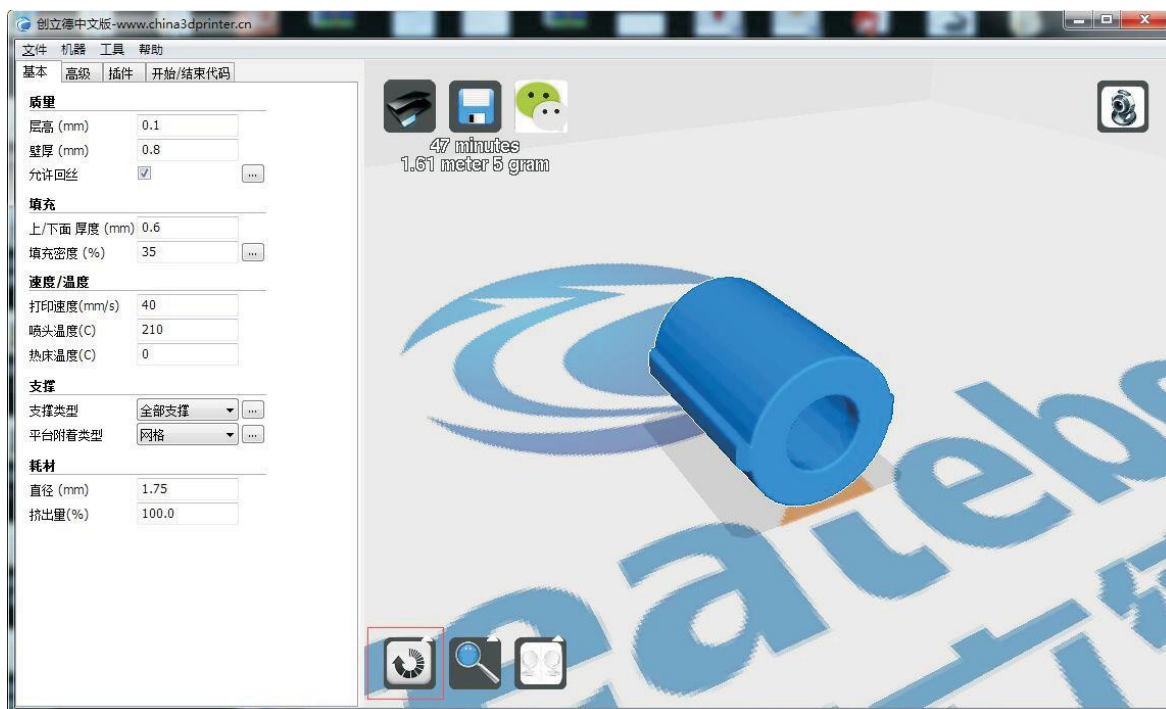 创立德中文版-www.china3dprinter.cn
文件 机器 工具 帮助
基本 高级 插件 开始/结束代码
质量
层高 (mm) 0.1
壁厚 (mm) 0.8
允许回丝 ...
填充
上/下面 厚度 (mm) 0.6
填充密度 (%) 35 ...
速度/温度
打印速度(mm/s) 40
喷头温度(C) 210
热床温度(C) 0
支撑
支撑类型 全部支撑 ...
平台附着类型 网格 ...
耗材
直径 (mm) 1.75
挤出量(%) 100.0
47 minutes
1.61 meter 5 gram